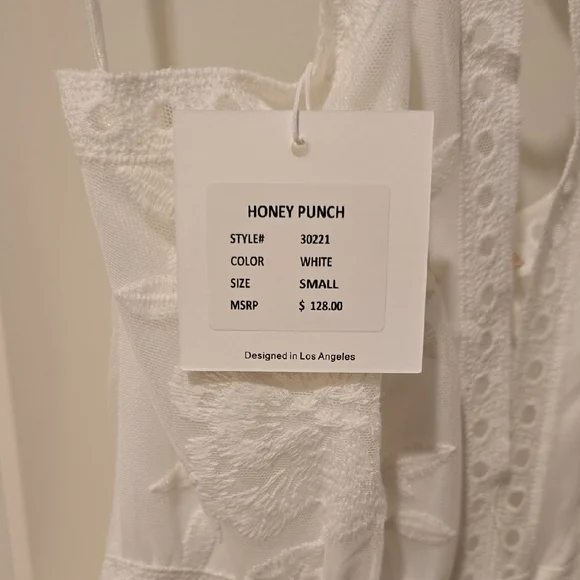 HONEY PUNCH
STYLE# 30221
COLOR WHITE
SIZE SMALL
MSRP $ 128.00
Designed in Los Angeles